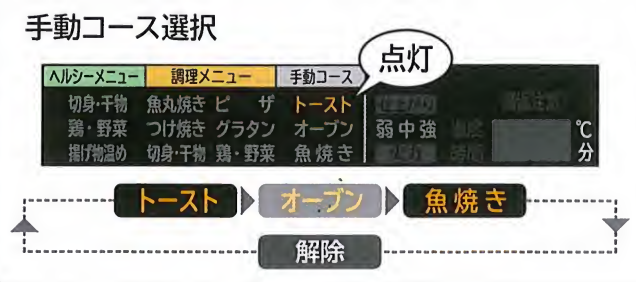 手動コース選択
点灯
ヘルシーメニュー 調理メニュー 手動コース
切身・干物 魚丸焼き ピザ トースト
鶏・野菜 つけ焼き グラタン オーブン 弱 中 強 ℃
揚げ物温め 切身・干物 鶏・野菜 魚焼き 分
トースト オーブン 魚焼き
解除